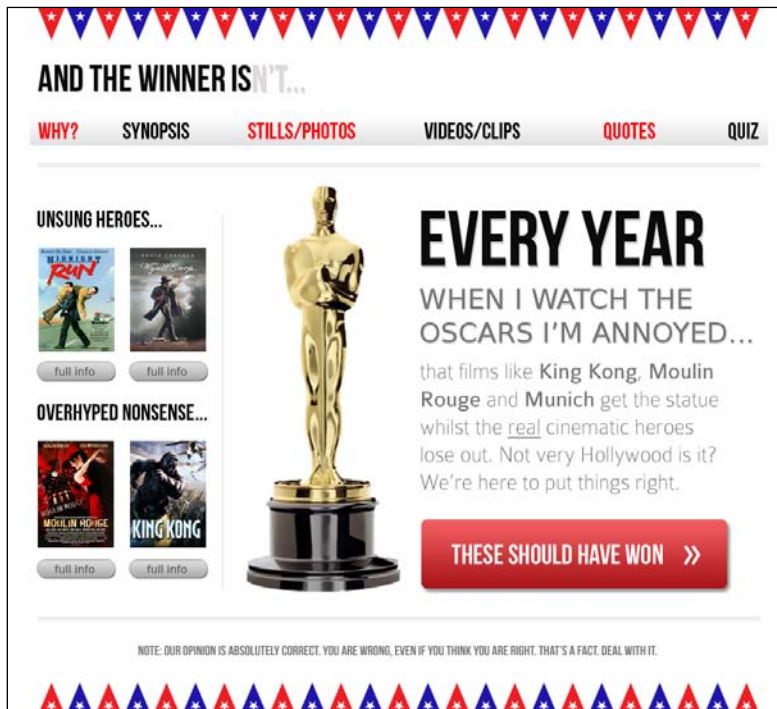 AND THE WINNER ISN'T...
WHY? SYNOPSIS STILLS/PHOTOS VIDEOS/CLIPS QUOTES QUIZ
UNSUNG HEROES...
MIDNIGHT
RUN
Wyatt Earp
full info full info
OVERHYPED NONSENSE...
MOULIN ROUGE
KING KONG
full info full info
EVERY YEAR
WHEN I WATCH THE
OSCARS I'M ANNOYED...
that films like King Kong, Moulin
Rouge and Munich get the statue
whilst the real cinematic heroes
lose out. Not very Hollywood is it?
We're here to put things right.
THESE SHOULD HAVE WON »
NOTE: OUR OPINION IS ABSOLUTELY CORRECT. YOU ARE WRONG, EVEN IF YOU THINK YOU ARE RIGHT. THAT'S A FACT. DEAL WITH IT.